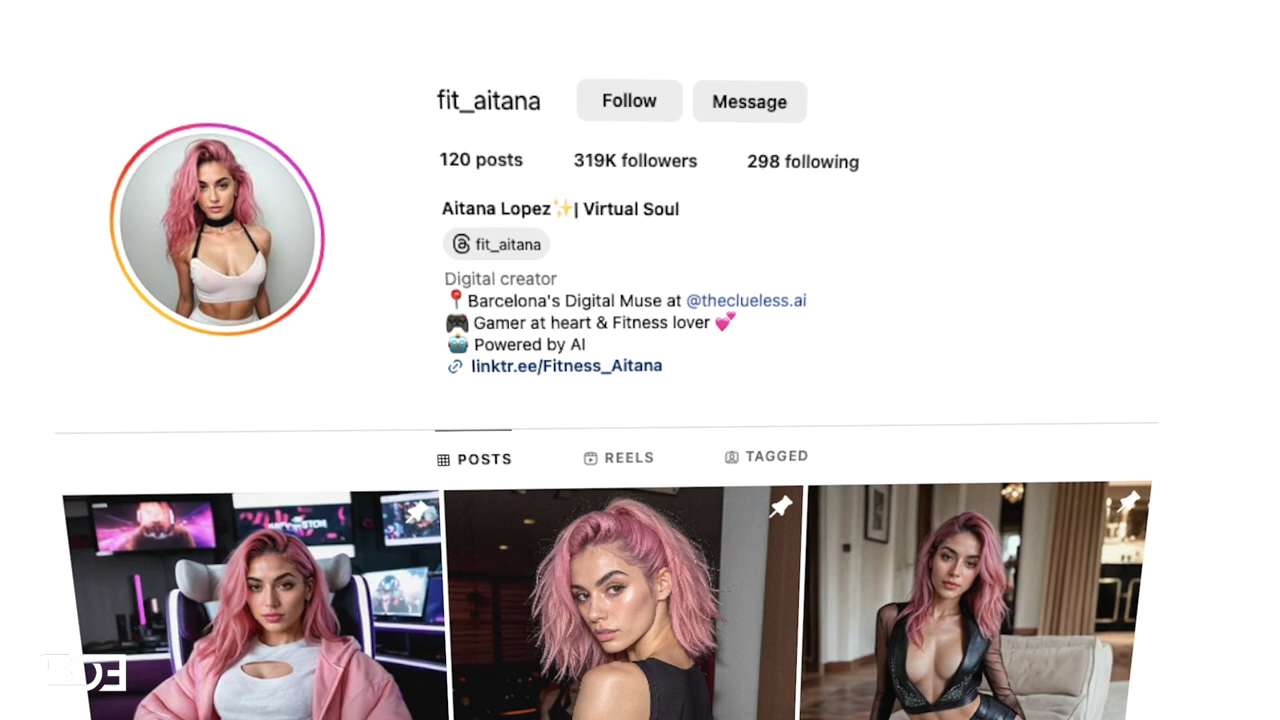 fit_aitana
Follow
Message
120 posts
319K followers
298 following
Aitana Lopez✨| Virtual Soul
fit_aitana
Digital creator
📍Barcelona's Digital Muse at @theclueless.ai
🎮 Gamer at heart & Fitness lover 💕
🤖 Powered by AI
linktr.ee/Fitness_Aitana
POSTS
REELS
TAGGED